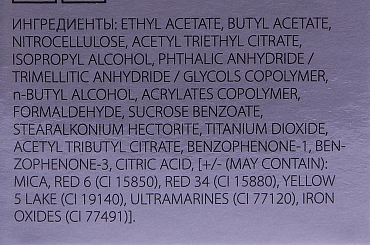 ИНГРЕДИЕНТЫ: ETHYL ACETATE, BUTYL ACETATE,
NITROCELLULOSE, ACETYL TRIETHYL CITRATE,
ISOPROPYL ALCOHOL, PHTHALIC ANHYDRIDE /
TRIMELLITIC ANHYDRIDE / GLYCOLS COPOLYMER,
n-BUTYL ALCOHOL, ACRYLATES COPOLYMER,
FORMALDEHYDE, SUCROSE BENZOATE,
STEARALKONIUM HECTORITE, TITANIUM DIOXIDE,
ACETYL TRIBUTYL CITRATE, BENZOPHENONE-1, BEN-
ZOPHENONE-3, CITRIC ACID, [+/- (MAY CONTAIN):
MICA, RED 6 (CI 15850), RED 34 (CI 15880), YELLOW
5 LAKE (CI 19140), ULTRAMARINES (CI 77120), IRON
OXIDES (CI 77491)].